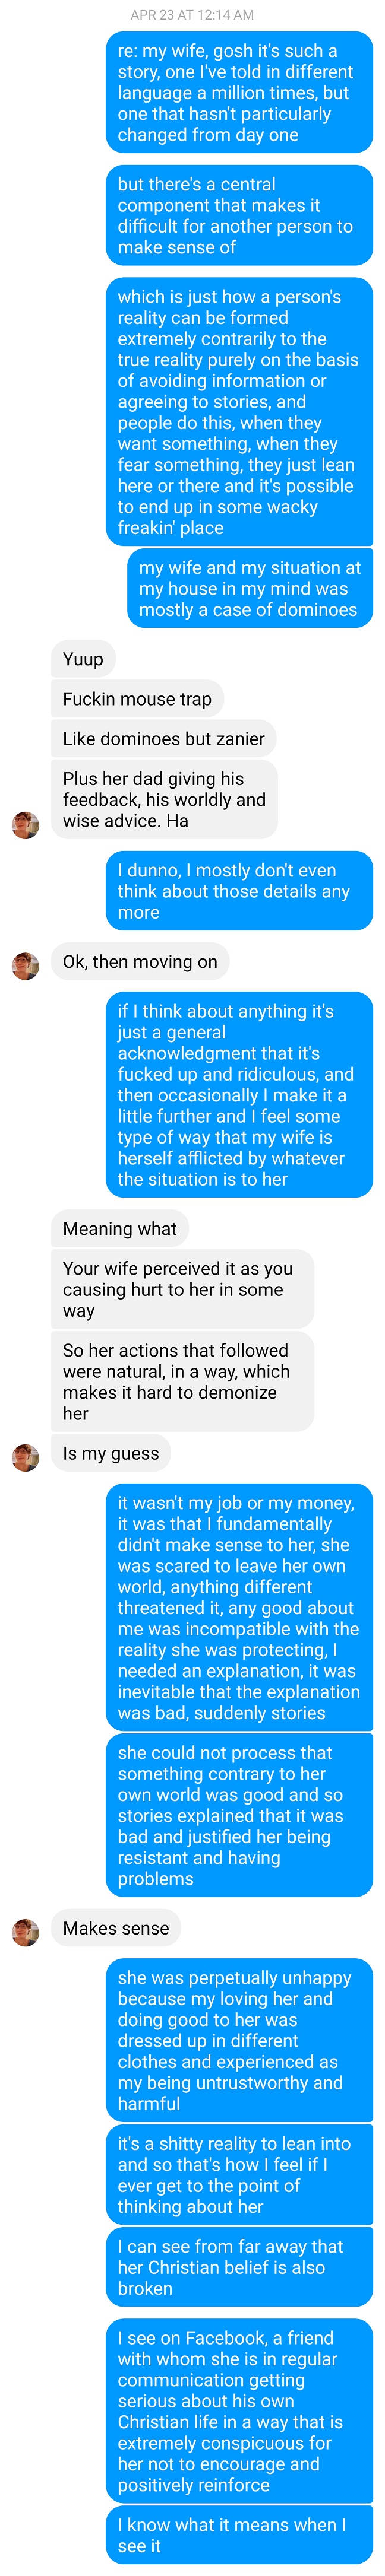 APR 23 AT 12:14 AM
re: my wife, gosh it's such a
story, one I've told in different
language a million times, but
one that hasn't particularly
changed from day one
but there's a central
component that makes it
difficult for another person to
make sense of
which is just how a person's
reality can be formed
extremely contrarily to the
true reality purely on the basis
of avoiding information or
agreeing to stories, and
people do this, when they
want something, when they
fear something, they just lean
here or there and it's possible
to end up in some wacky
freakin' place
my wife and my situation at
my house in my mind was
mostly a case of dominoes
Yuup
Fuckin mouse trap
Like dominoes but zanier
Plus her dad giving his
feedback, his worldly and
wise advice. Ha
I dunno, I mostly don't even
think about those details any
more
Ok, then moving on
if I think about anything it's
just a general
acknowledgment that it's
fucked up and ridiculous, and
then occasionally I make it a
little further and I feel some
type of way that my wife is
herself afflicted by whatever
the situation is to her
Meaning what
Your wife perceived it as you
causing hurt to her in some
way
So her actions that followed
were natural, in a way, which
makes it hard to demonize
her
Is my guess
it wasn't my job or my money,
it was that I fundamentally
didn't make sense to her, she
was scared to leave her own
world, anything different
threatened it, any good about
me was incompatible with the
reality she was protecting, I
needed an explanation, it was
inevitable that the explanation
was bad, suddenly stories
she could not process that
something contrary to her
own world was good and so
stories explained that it was
bad and justified her being
resistant and having
problems
Makes sense
she was perpetually unhappy
because my loving her and
doing good to her was
dressed up in different
clothes and experienced as
my being untrustworthy and
harmful
it's a shitty reality to lean into
and so that's how I feel if I
ever get to the point of
thinking about her
I can see from far away that
her Christian belief is also
broken
I see on Facebook, a friend
with whom she is in regular
communication getting
serious about his own
Christian life in a way that is
extremely conspicuous for
her not to encourage and
positively reinforce
I know what it means when I
see it